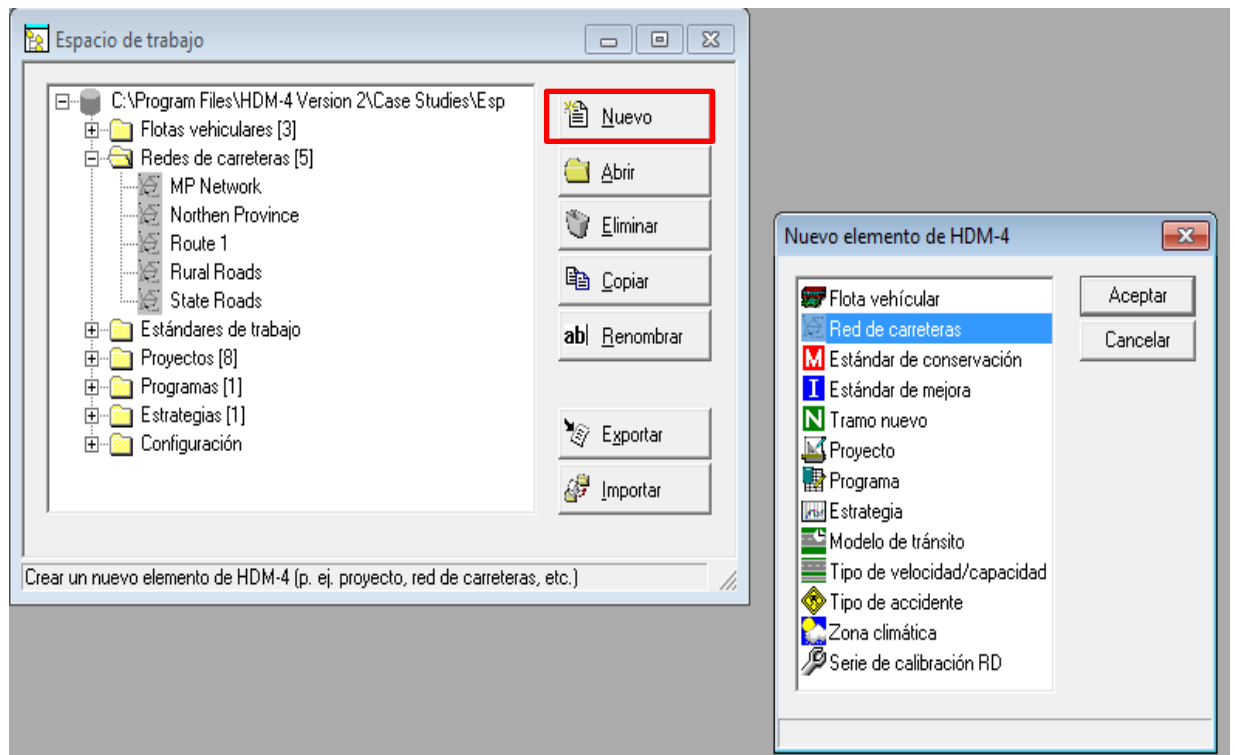 Espacio de trabajo
C:\Program Files\HDM-4 Version 2\Case Studies\Esp
Flotas vehiculares [3]
Redes de carreteras [5]
MP Network
Northen Province
Route 1
Rural Roads
State Roads
Estándares de trabajo
Proyectos [8]
Programas [1]
Estrategias [1]
Configuración
Nuevo
Abrir
Eliminar
Copiar
ab Renombrar
Exportar
Importar
Crear un nuevo elemento de HDM-4 (p. ej. proyecto, red de carreteras, etc.)
Nuevo elemento de HDM-4
Flota vehícular
Red de carreteras
M Estándar de conservación
I Estándar de mejora
N Tramo nuevo
Proyecto
Programa
Estrategia
Modelo de tránsito
Tipo de velocidad/capacidad
Tipo de accidente
Zona climática
Serie de calibración RD
Aceptar
Cancelar